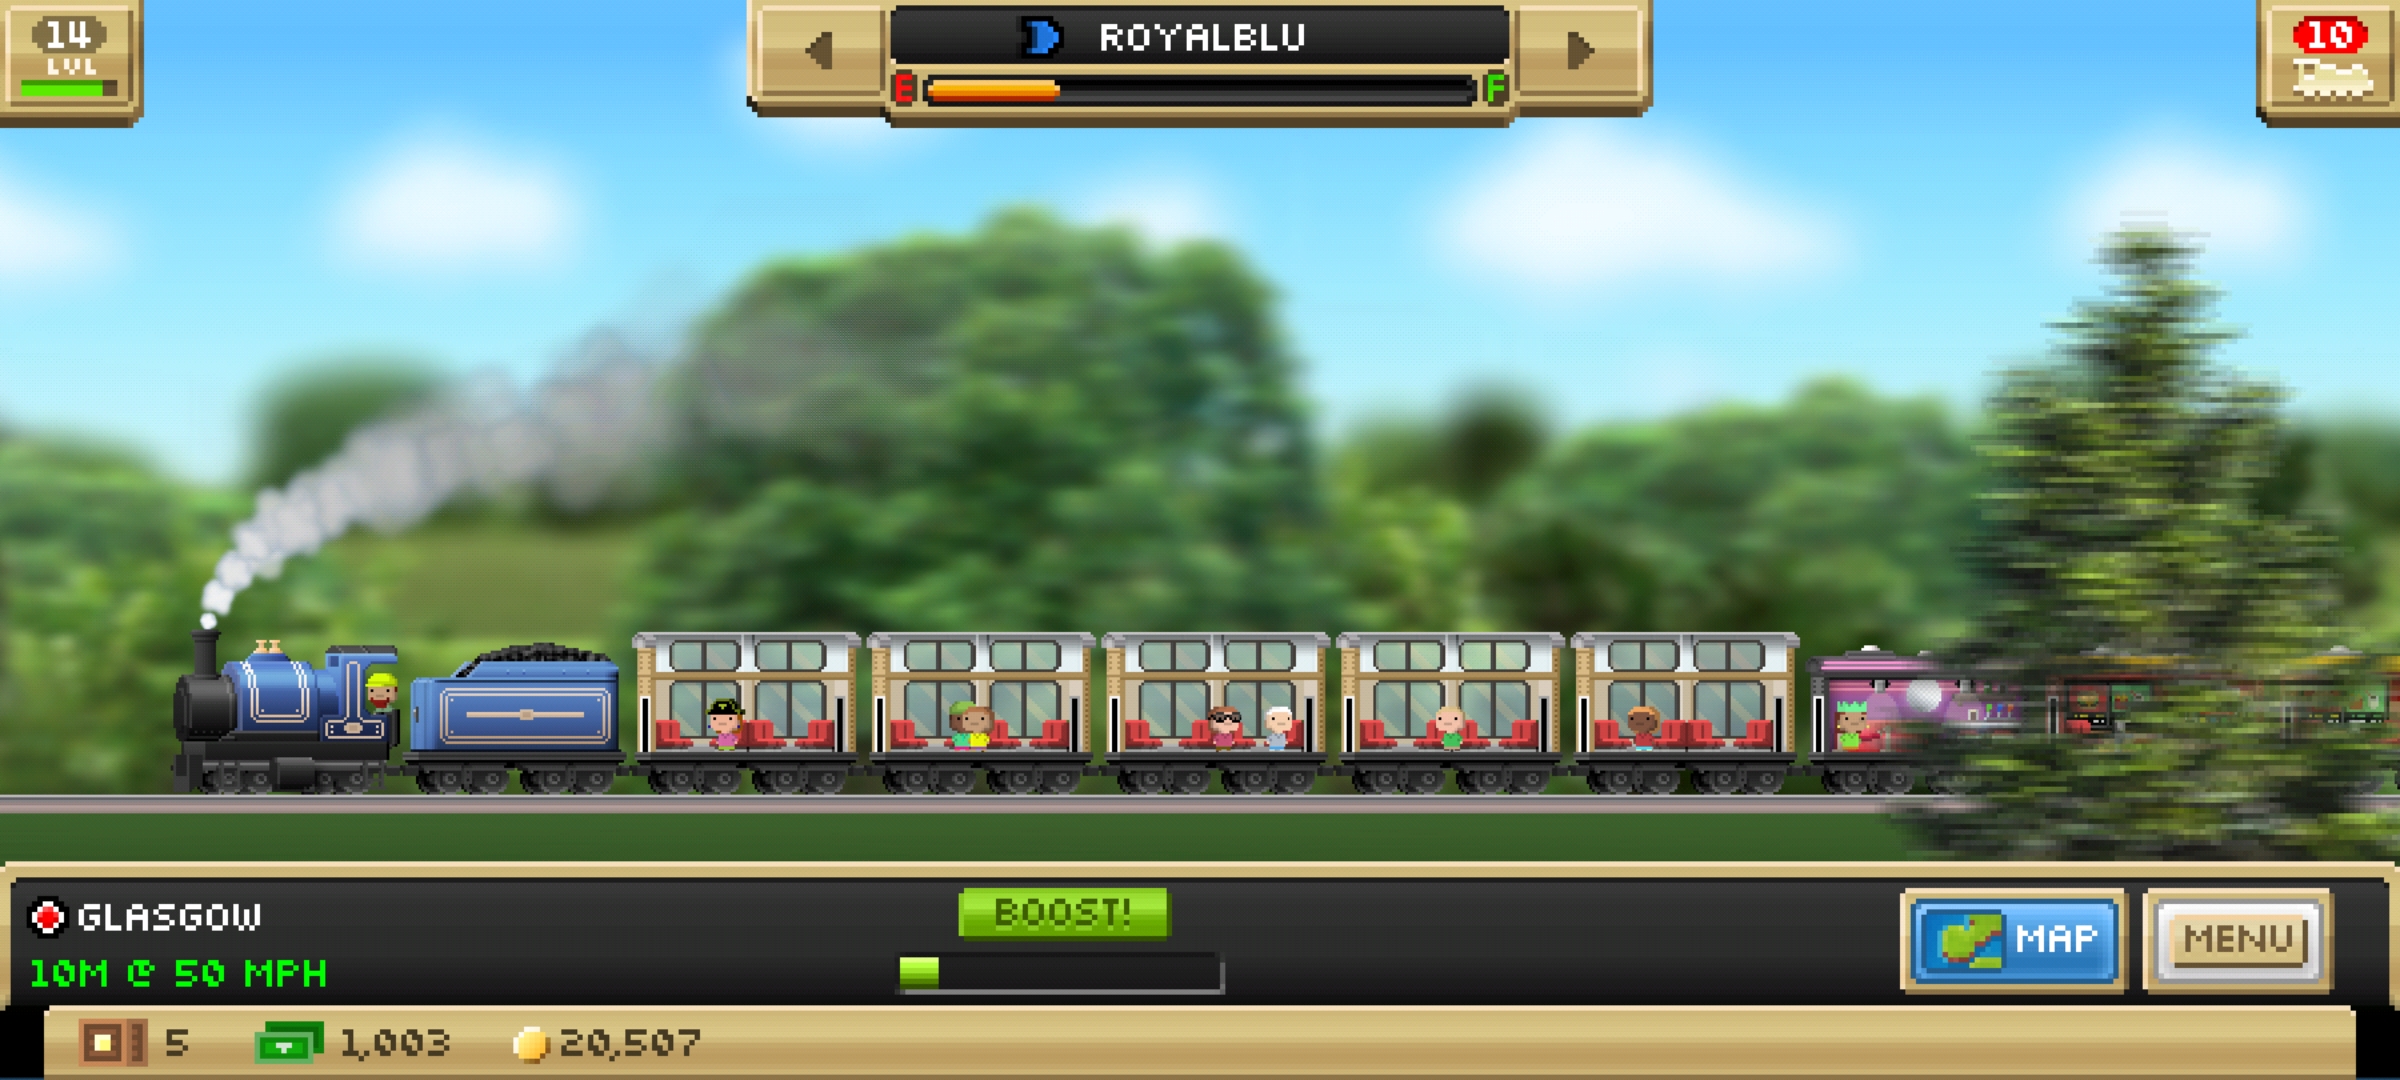 14
LVL
ROYALBLU
E F
10
GLASGOW
10M @ 50 MPH
BOOST!
MAP
MENU
5
1,003
20,507